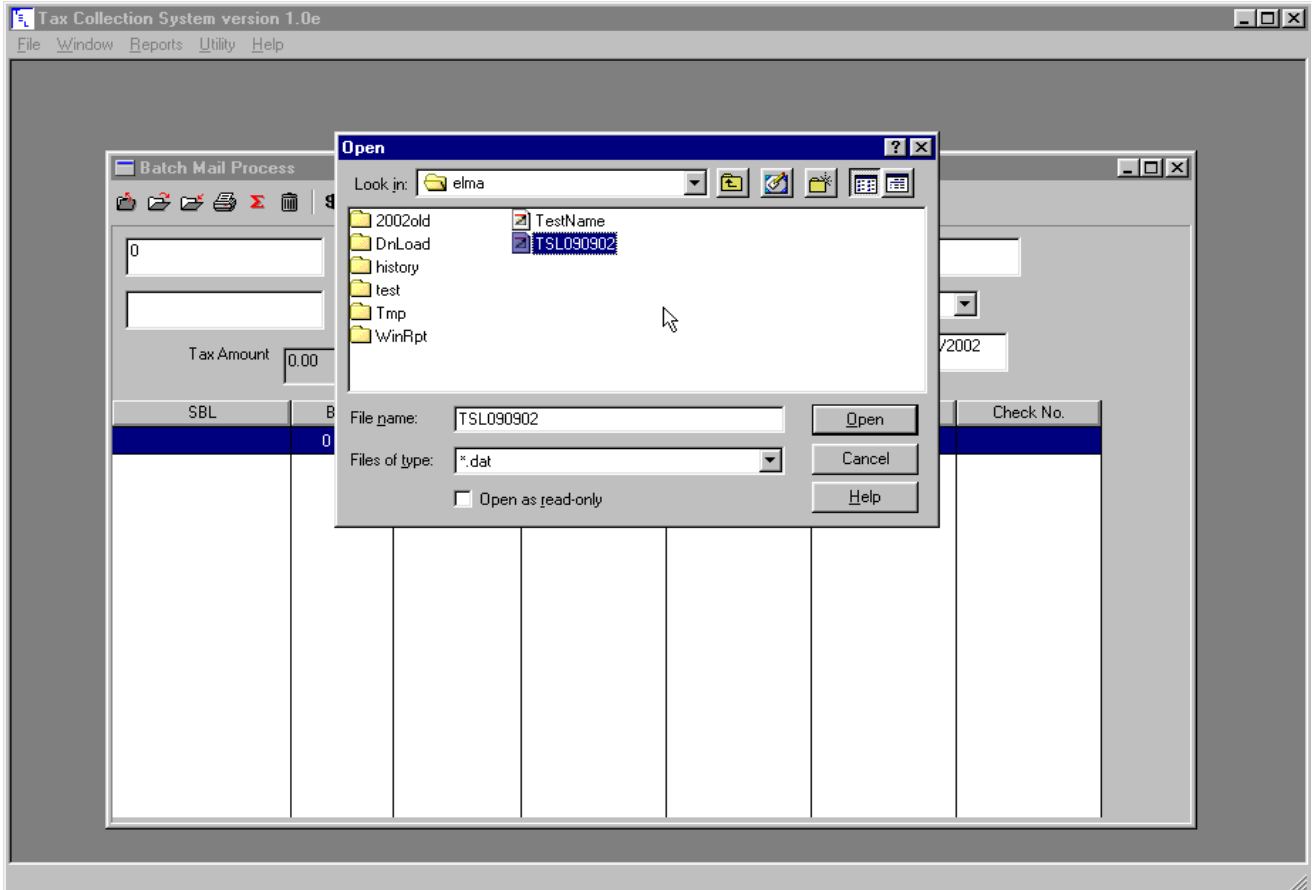 Tax Collection System version 1.0e
File Window Reports Utility Help
Batch Mail Process
Open
Look in: elma
2002old
DnLoad
history
test
Tmp
WinRpt
TestName
TSL090902
File name: TSL090902
Open
Files of type: *.dat
Cancel
Open as read-only
Help
0
Tax Amount 0.00
/2002
SBL
B
Check No.
0